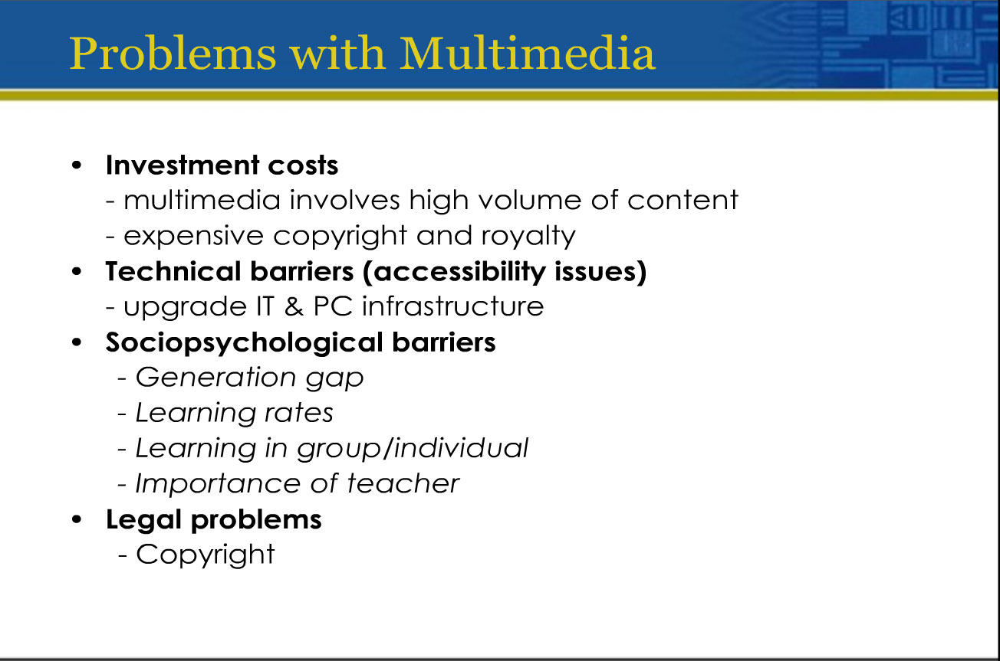 Problems with Multimedia
• Investment costs
- multimedia involves high volume of content
- expensive copyright and royalty
• Technical barriers (accessibility issues)
- upgrade IT & PC infrastructure
• Sociopsychological barriers
- Generation gap
- Learning rates
- Learning in group/individual
- Importance of teacher
• Legal problems
- Copyright